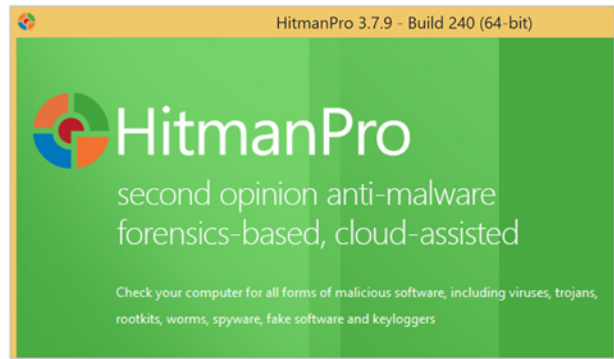 HitmanPro 3.7.9 - Build 240 (64-bit)
HitmanPro
second opinion anti-malware
forensics-based, cloud-assisted
Check your computer for all forms of malicious software, including viruses, trojans,
rootkits, worms, spyware, fake software and keyloggers